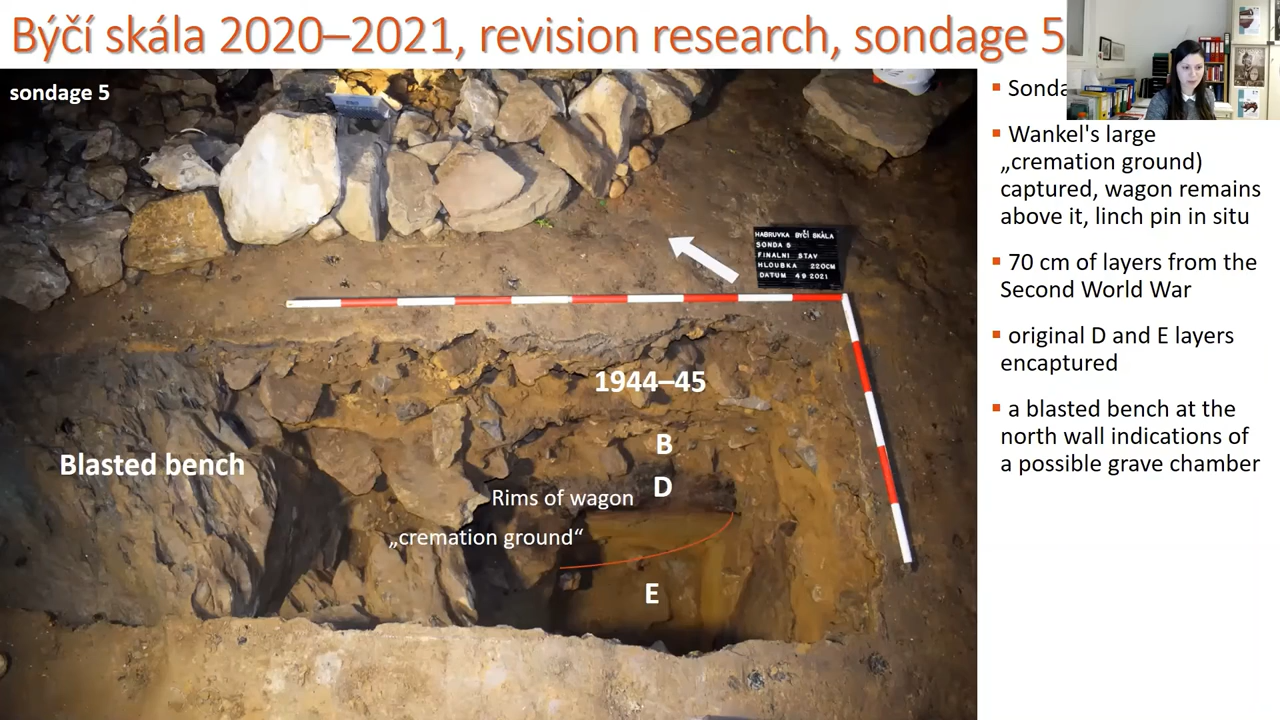 Býčí skála 2020–2021, revision research, sondage 5
sondage 5
HABRUVKA BÝČÍ SKÁLA
SONDA 5
FINALNI STAV
HLOUBKA 220CM
DATUM 4 9 2021
1944–45
B
Blasted bench
D
Rims of wagon
„cremation ground“
E
Wankel's large
„cremation ground)
captured, wagon remains
above it, linch pin in situ
70 cm of layers from the
Second World War
original D and E layers
encaptured
a blasted bench at the
north wall indications of
a possible grave chamber